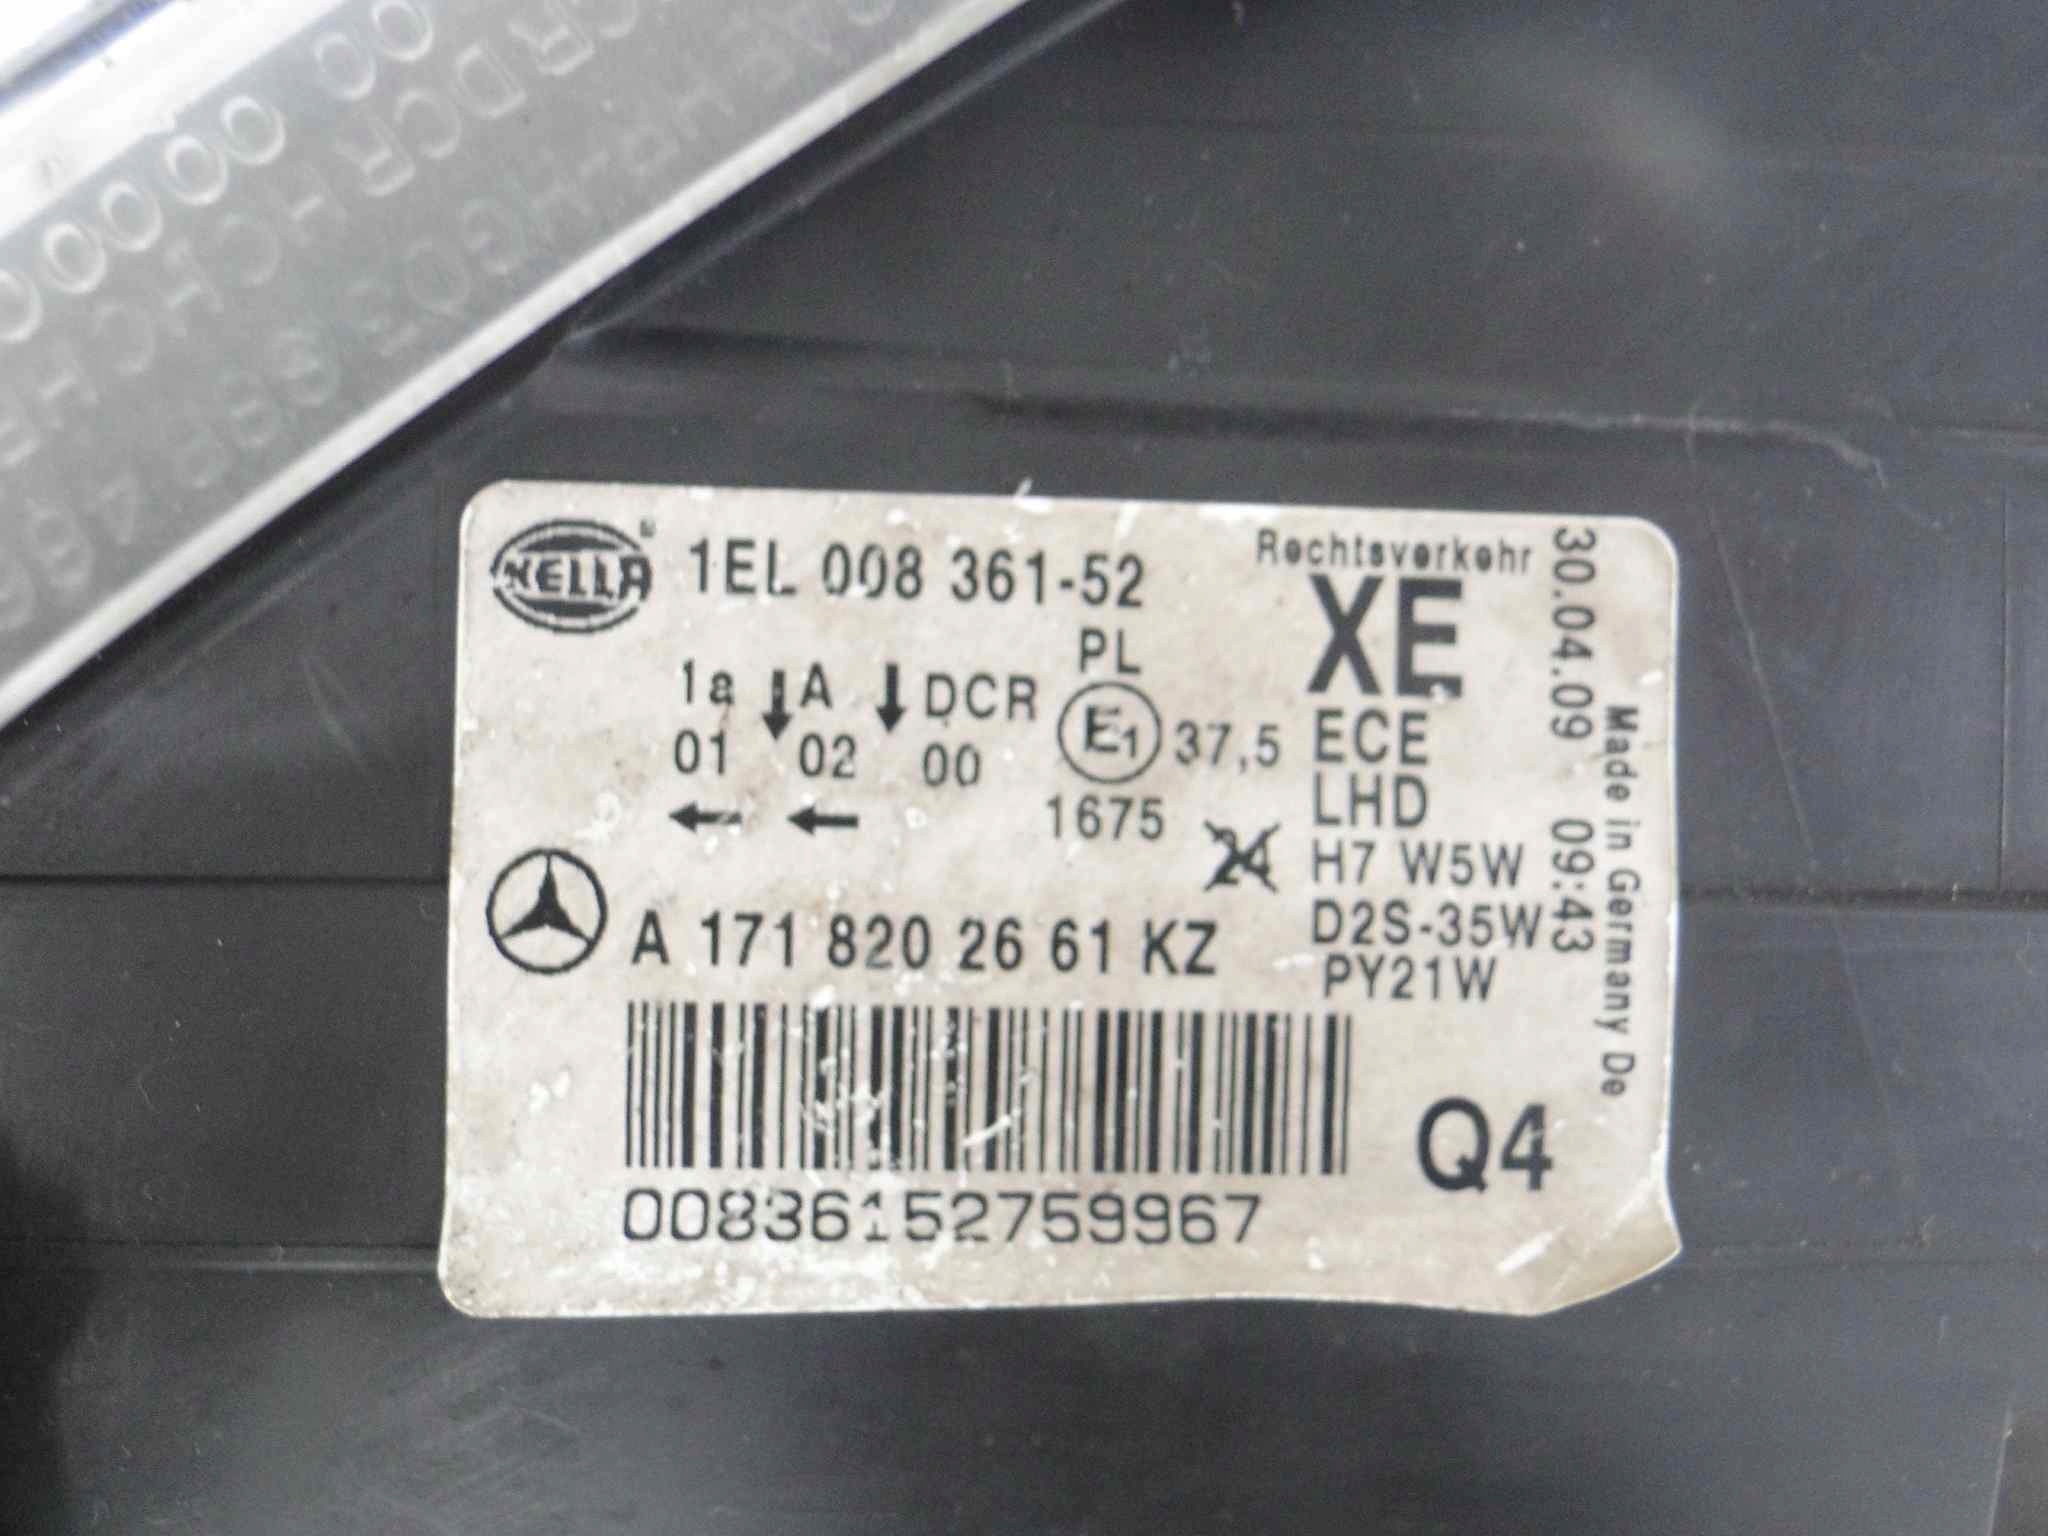 HELLA 1EL 008 361-52
Rechtsverkehr
XE
PL
1a A DCR
01 02 00
E1 37,5
1675
ECE
LHD
24
H7 W5W
D2S-35W
PY21W
A 171 820 26 61 KZ
00836152759967
Q4
30.04.09 09:43
Made in Germany De